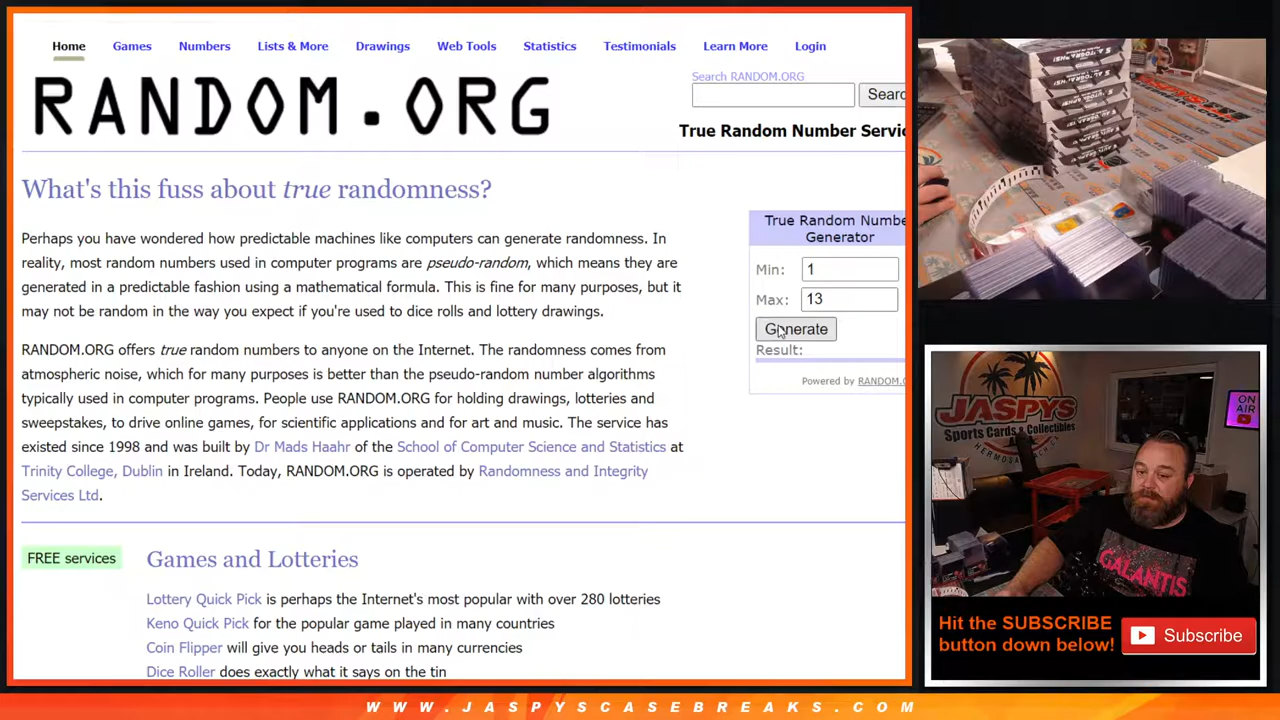 Home Games Numbers Lists & More Drawings Web Tools Statistics Testimonials Learn More Login
RANDOM.ORG
Search RANDOM.ORG
Searc
True Random Number Servic
What's this fuss about true randomness?
Perhaps you have wondered how predictable machines like computers can generate randomness. In
reality, most random numbers used in computer programs are pseudo-random, which means they are
generated in a predictable fashion using a mathematical formula. This is fine for many purposes, but it
may not be random in the way you expect if you're used to dice rolls and lottery drawings.
RANDOM.ORG offers true random numbers to anyone on the Internet. The randomness comes from
atmospheric noise, which for many purposes is better than the pseudo-random number algorithms
typically used in computer programs. People use RANDOM.ORG for holding drawings, lotteries and
sweepstakes, to drive online games, for scientific applications and for art and music. The service has
existed since 1998 and was built by Dr Mads Haahr of the School of Computer Science and Statistics at
Trinity College, Dublin in Ireland. Today, RANDOM.ORG is operated by Randomness and Integrity
Services Ltd.
True Random Numbe
Generator
Min: 1
Max: 13
Generate
Result:
Powered by RANDOM.O
FREE services
Games and Lotteries
Lottery Quick Pick is perhaps the Internet's most popular with over 280 lotteries
Keno Quick Pick for the popular game played in many countries
Coin Flipper will give you heads or tails in many currencies
Dice Roller does exactly what it says on the tin
JASPYS
Sports Cards & Collectibles
HERMOSA BEACH
ON
AIR
GALANTIS
Hit the SUBSCRIBE
button down below!
Subscribe
WWW.JASPYSCASEBREAKS.COM